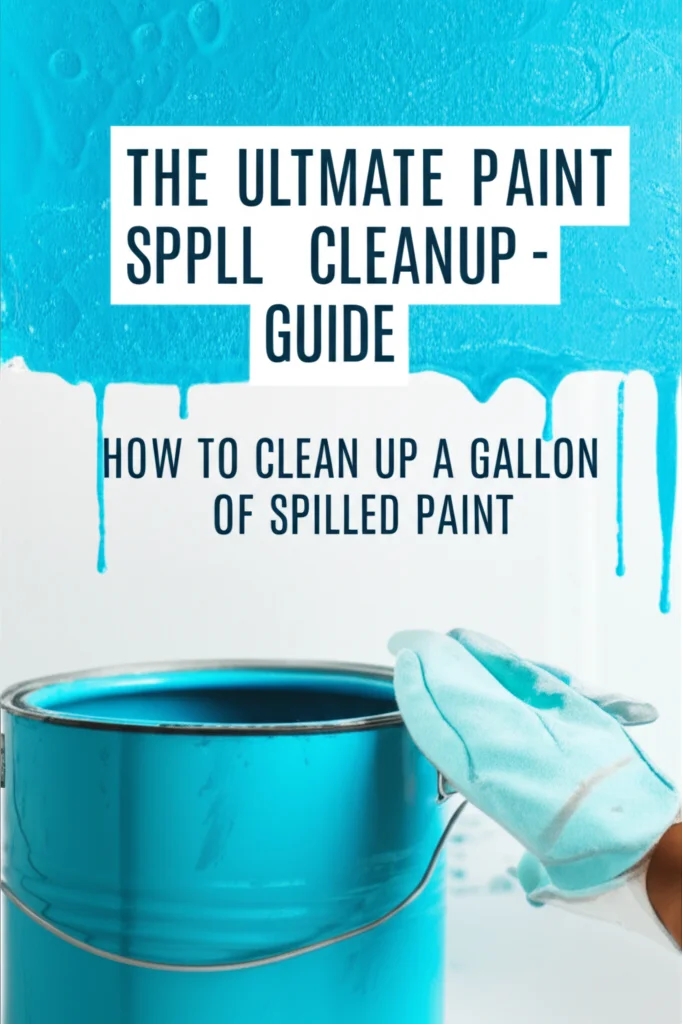 THE ULTMATE PAINT
SPPLL CLEANUP -
GUIDE
HOW TO CLEAN UP A GALLON
OF SPILLED PAINT